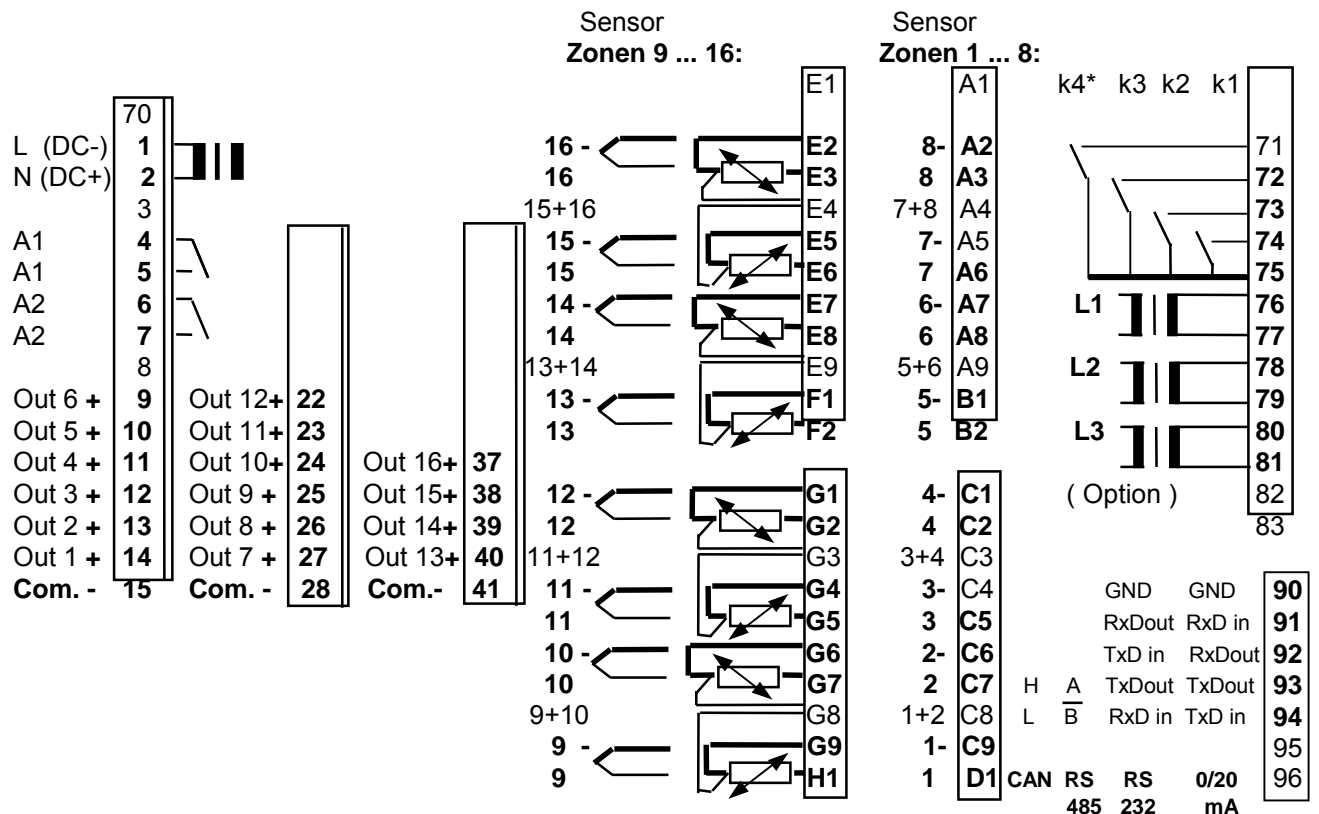 Sensor Sensor
Zonen 9 ... 16: Zonen 1 ... 8:
E1 A1 k4* k3 k2 k1
70
L (DC-) 1 16 - E2 8- A2 71
N (DC+) 2 16 E3 8 A3 72
3 15+16 E4 7+8 A4 73
A1 4 15 - E5 7- A5 74
A1 5 15 E6 7 A6 75
A2 6 14 - E7 6- A7 L1 76
A2 7 14 E8 6 A8 77
8 13+14 E9 5+6 A9 L2 78
Out 6 + 9 Out 12+ 22 13 - F1 5- B1 79
Out 5 + 10 Out 11+ 23 13 F2 5 B2 L3 80
Out 4 + 11 Out 10+ 24 Out 16+ 37 81
Out 3 + 12 Out 9 + 25 Out 15+ 38 12 - G1 4- C1 ( Option ) 82
Out 2 + 13 Out 8 + 26 Out 14+ 39 12 G2 4 C2 83
Out 1 + 14 Out 7 + 27 Out 13+ 40 11+12 G3 3+4 C3
Com. - 15 Com. - 28 Com.- 41 11 - G4 3- C4 GND GND 90
11 G5 3 C5 RxDout RxD in 91
10 - G6 2- C6 TxD in RxDout 92
10 G7 2 C7 H A TxDout TxDout 93
9+10 G8 1+2 C8 L B RxD in TxD in 94
9 - G9 1- C9 95
9 H1 1 D1 CAN RS RS 0/20 96
485 232 mA